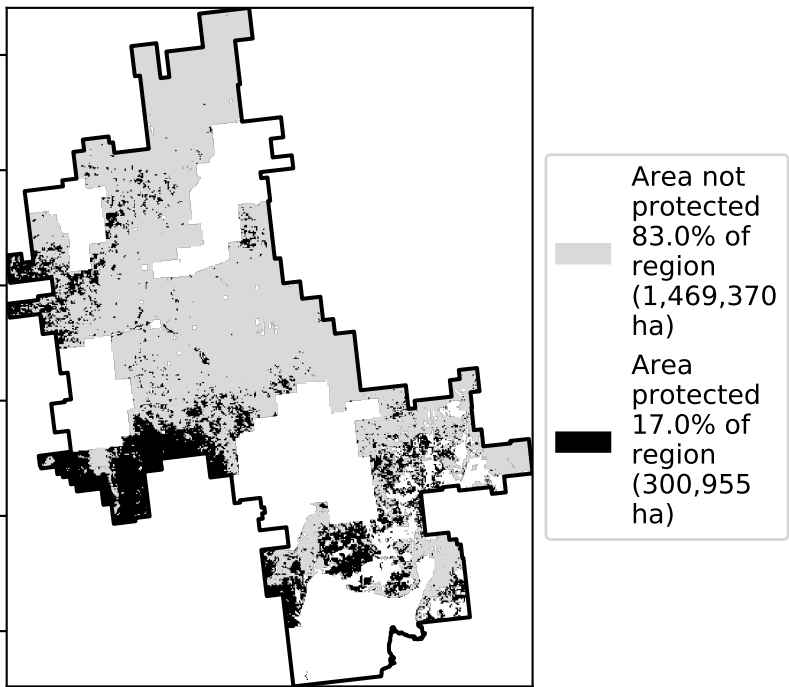 Area not
protected
83.0% of
region
(1,469,370
ha)
Area
protected
17.0% of
region
(300,955
ha)